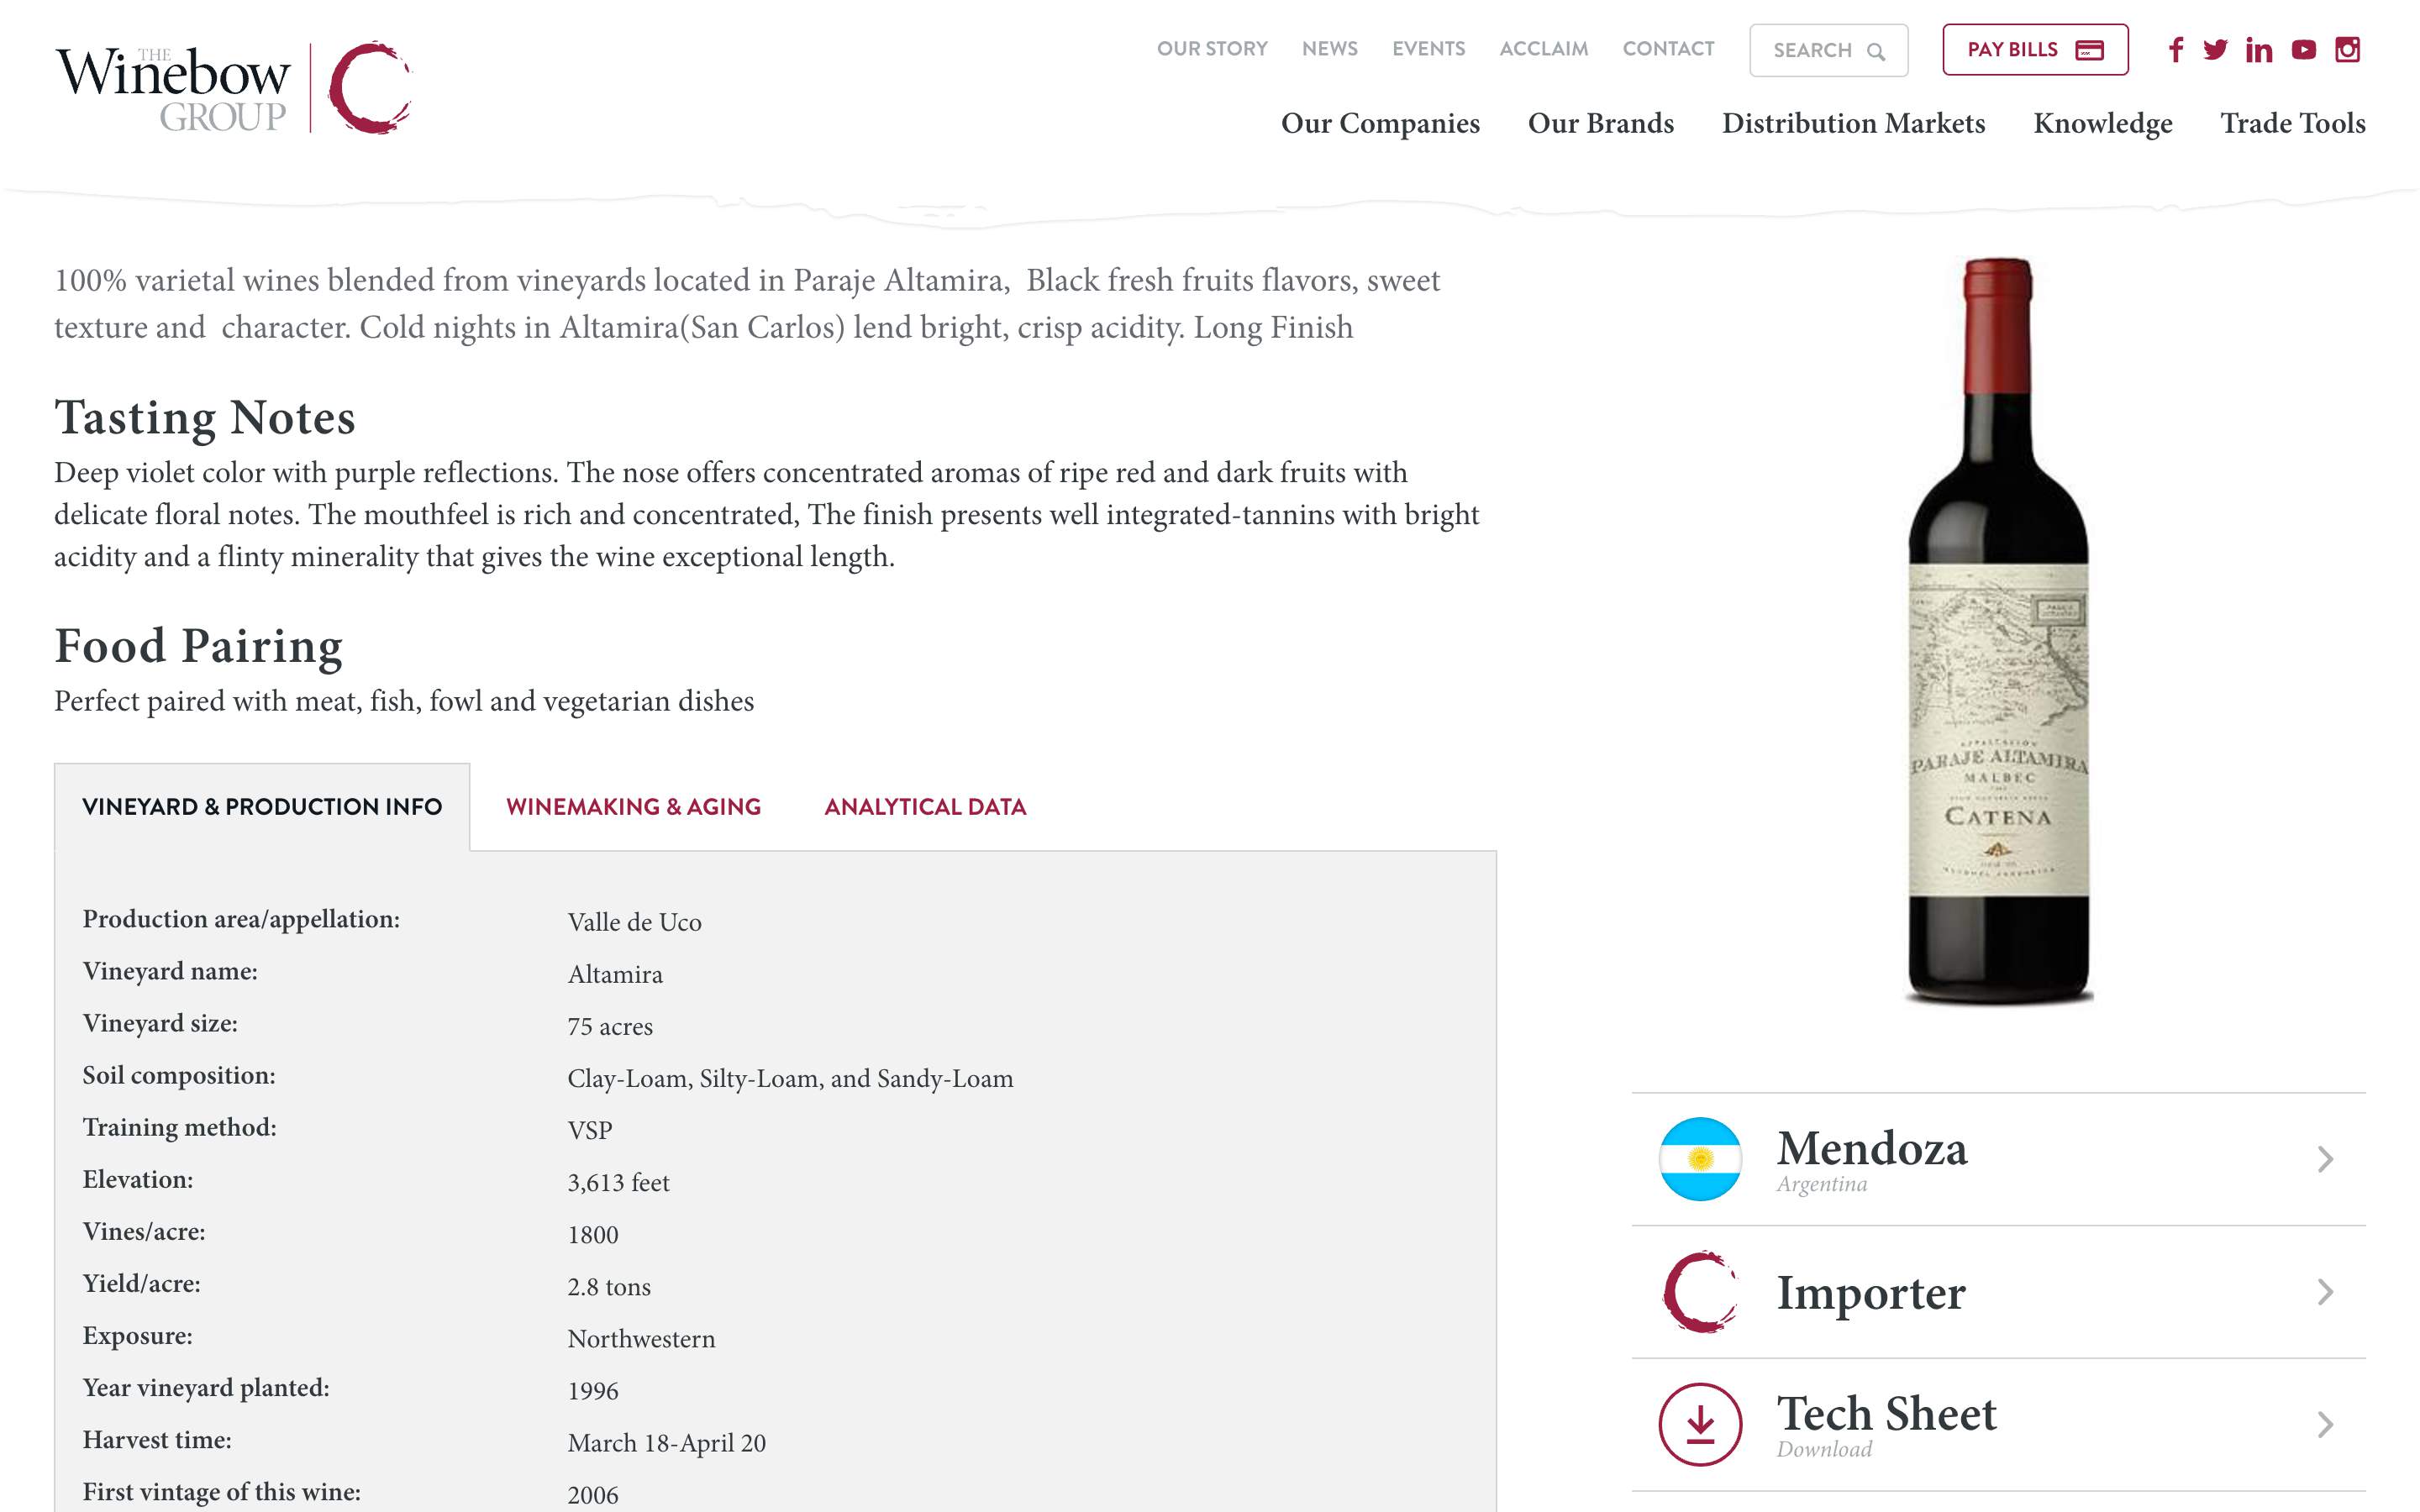 THE
Winebow
GROUP
OUR STORY NEWS EVENTS ACCLAIM CONTACT SEARCH PAY BILLS
Our Companies Our Brands Distribution Markets Knowledge Trade Tools
100% varietal wines blended from vineyards located in Paraje Altamira,  Black fresh fruits flavors, sweet
texture and  character. Cold nights in Altamira(San Carlos) lend bright, crisp acidity. Long Finish
Tasting Notes
Deep violet color with purple reflections. The nose offers concentrated aromas of ripe red and dark fruits with
delicate floral notes. The mouthfeel is rich and concentrated, The finish presents well integrated-tannins with bright
acidity and a flinty minerality that gives the wine exceptional length.
Food Pairing
Perfect paired with meat, fish, fowl and vegetarian dishes
VINEYARD & PRODUCTION INFO WINEMAKING & AGING ANALYTICAL DATA
Production area/appellation: Valle de Uco
Vineyard name: Altamira
Vineyard size: 75 acres
Soil composition: Clay-Loam, Silty-Loam, and Sandy-Loam
Training method: VSP
Elevation: 3,613 feet
Vines/acre: 1800
Yield/acre: 2.8 tons
Exposure: Northwestern
Year vineyard planted: 1996
Harvest time: March 18-April 20
First vintage of this wine: 2006
PARAJE ALTAMIRA
MALBEC
CATENA
Mendoza
Argentina
Importer
Tech Sheet
Download